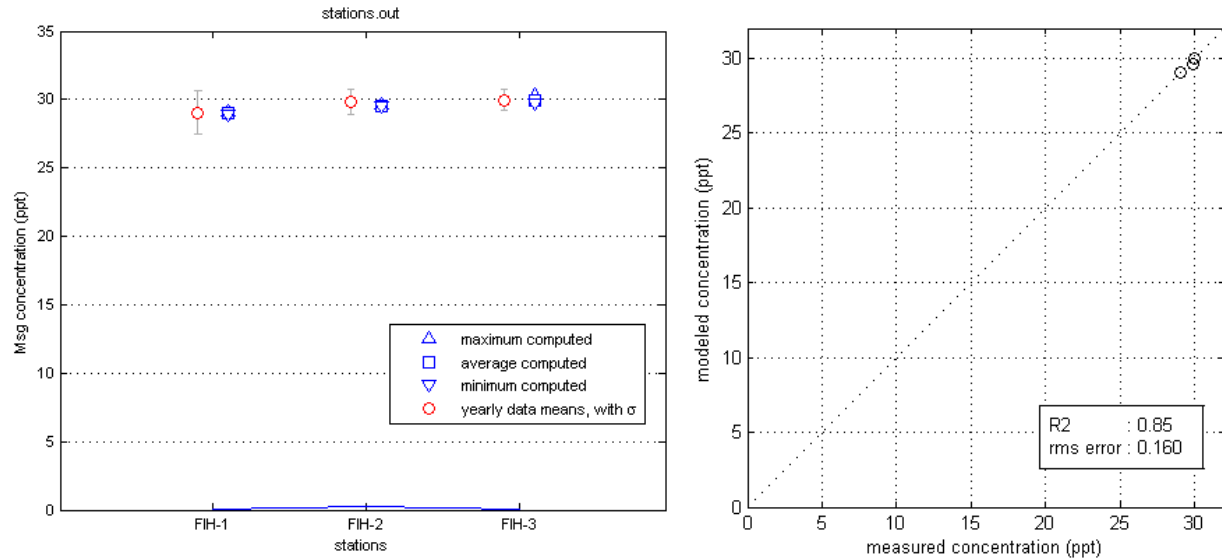 stations.out
35
30
25
20
15
10
5
0
Msg concentration (ppt)
maximum computed
average computed
minimum computed
yearly data means, with σ
FIH-1 FIH-2 FIH-3
stations
30
25
20
15
10
5
0
modeled concentration (ppt)
R2 : 0.85
rms error : 0.160
0 5 10 15 20 25 30
measured concentration (ppt)